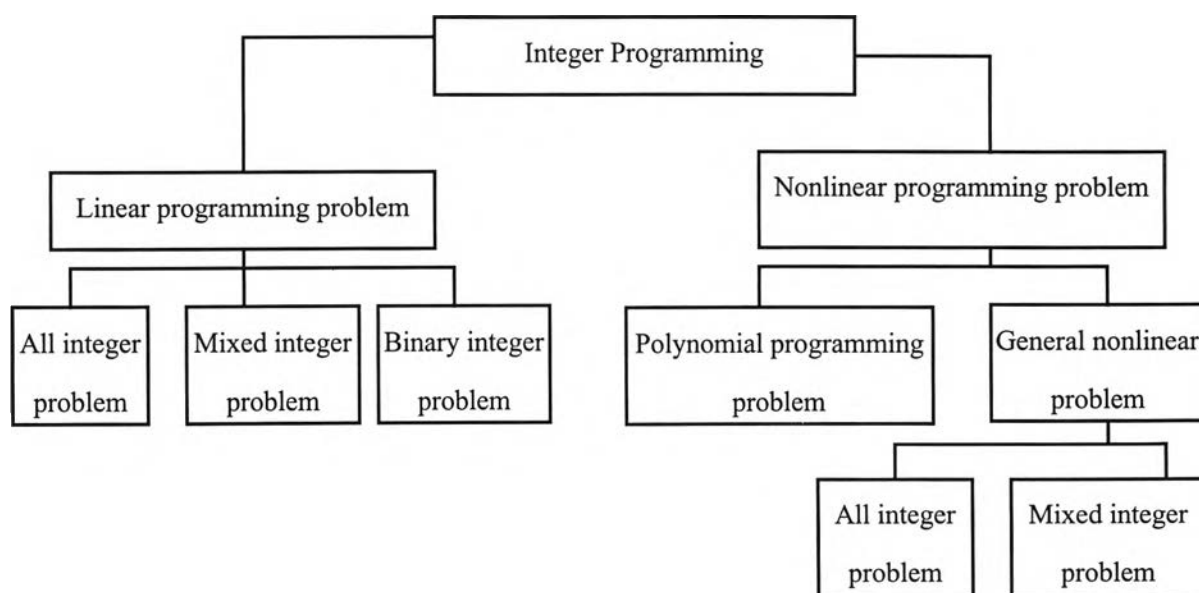 Integer Programming
Linear programming problem
Nonlinear programming problem
All integer
problem
Mixed integer
problem
Binary integer
problem
Polynomial programming
problem
General nonlinear
problem
All integer
problem
Mixed integer
problem